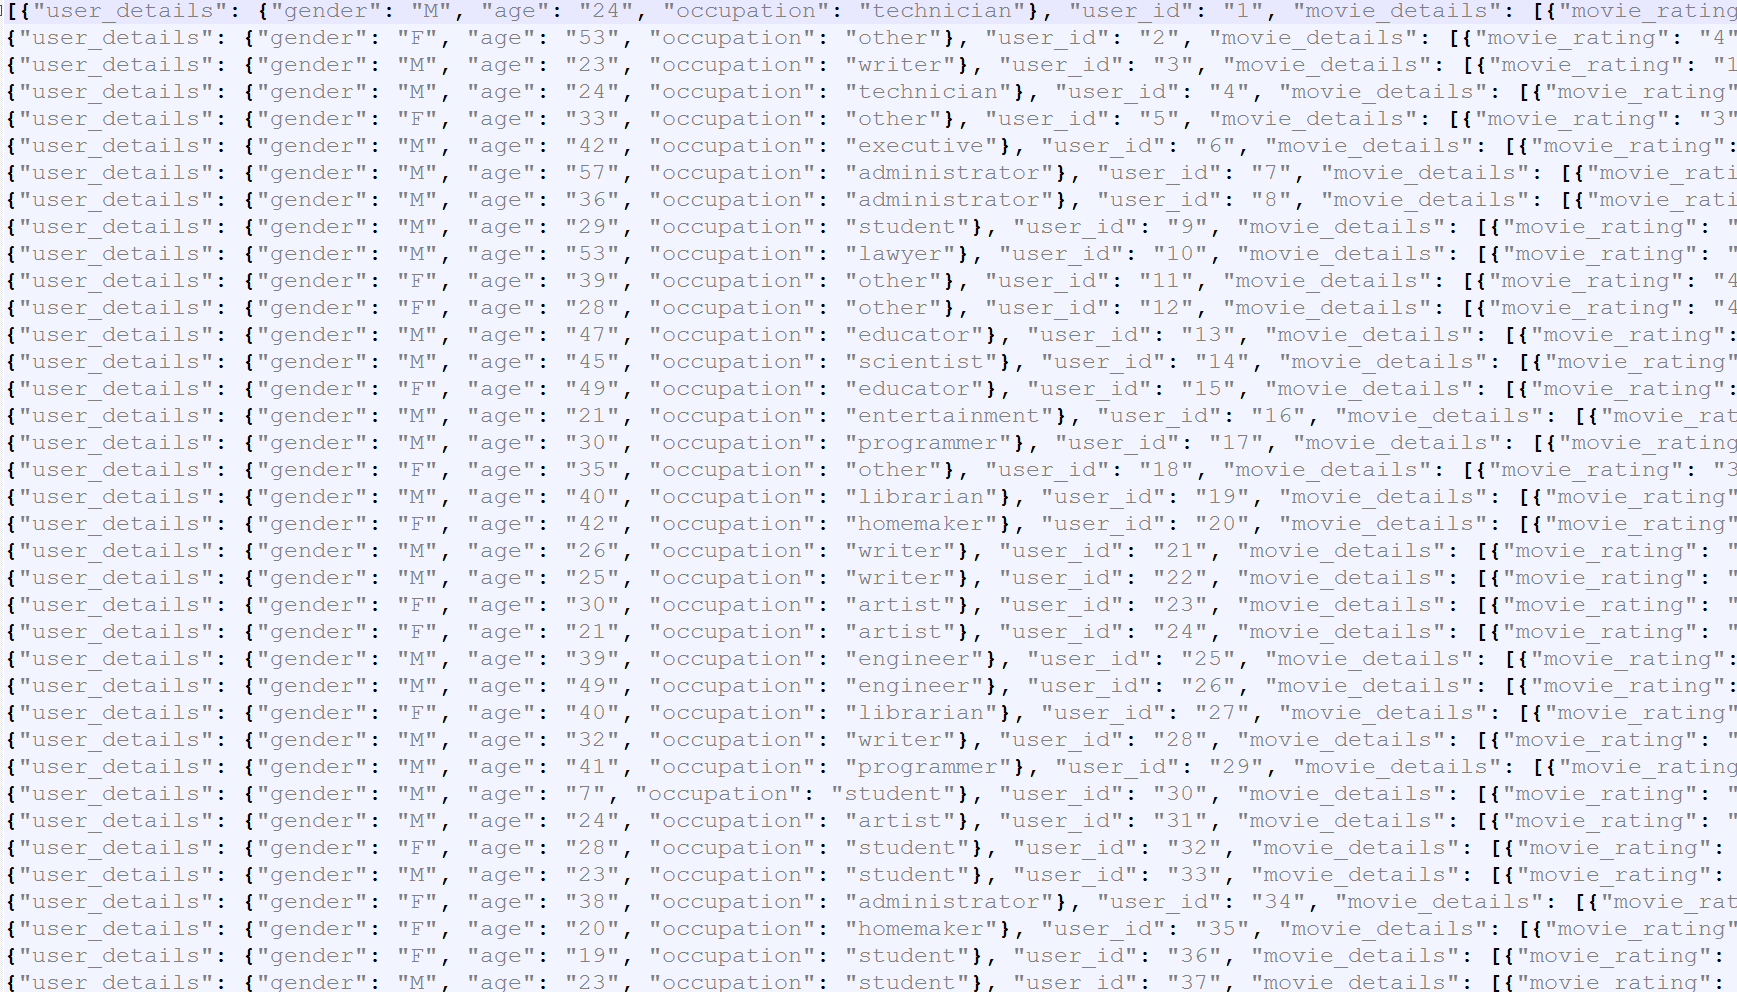 [{"user_details": {"gender": "M", "age": "24", "occupation": "technician"}, "user_id": "1", "movie_details": [{"movie_rating
{"user_details": {"gender": "F", "age": "53", "occupation": "other"}, "user_id": "2", "movie_details": [{"movie_rating": "4"
{"user_details": {"gender": "M", "age": "23", "occupation": "writer"}, "user_id": "3", "movie_details": [{"movie_rating": "1
{"user_details": {"gender": "M", "age": "24", "occupation": "technician"}, "user_id": "4", "movie_details": [{"movie_rating"
{"user_details": {"gender": "F", "age": "33", "occupation": "other"}, "user_id": "5", "movie_details": [{"movie_rating": "3"
{"user_details": {"gender": "M", "age": "42", "occupation": "executive"}, "user_id": "6", "movie_details": [{"movie_rating":
{"user_details": {"gender": "M", "age": "57", "occupation": "administrator"}, "user_id": "7", "movie_details": [{"movie_rati
{"user_details": {"gender": "M", "age": "36", "occupation": "administrator"}, "user_id": "8", "movie_details": [{"movie_rati
{"user_details": {"gender": "M", "age": "29", "occupation": "student"}, "user_id": "9", "movie_details": [{"movie_rating": "
{"user_details": {"gender": "M", "age": "53", "occupation": "lawyer"}, "user_id": "10", "movie_details": [{"movie_rating": "
{"user_details": {"gender": "F", "age": "39", "occupation": "other"}, "user_id": "11", "movie_details": [{"movie_rating": "4
{"user_details": {"gender": "F", "age": "28", "occupation": "other"}, "user_id": "12", "movie_details": [{"movie_rating": "4
{"user_details": {"gender": "M", "age": "47", "occupation": "educator"}, "user_id": "13", "movie_details": [{"movie_rating":
{"user_details": {"gender": "M", "age": "45", "occupation": "scientist"}, "user_id": "14", "movie_details": [{"movie_rating"
{"user_details": {"gender": "F", "age": "49", "occupation": "educator"}, "user_id": "15", "movie_details": [{"movie_rating":
{"user_details": {"gender": "M", "age": "21", "occupation": "entertainment"}, "user_id": "16", "movie_details": [{"movie_rat
{"user_details": {"gender": "M", "age": "30", "occupation": "programmer"}, "user_id": "17", "movie_details": [{"movie_rating
{"user_details": {"gender": "F", "age": "35", "occupation": "other"}, "user_id": "18", "movie_details": [{"movie_rating": "3
{"user_details": {"gender": "M", "age": "40", "occupation": "librarian"}, "user_id": "19", "movie_details": [{"movie_rating"
{"user_details": {"gender": "F", "age": "42", "occupation": "homemaker"}, "user_id": "20", "movie_details": [{"movie_rating"
{"user_details": {"gender": "M", "age": "26", "occupation": "writer"}, "user_id": "21", "movie_details": [{"movie_rating": "
{"user_details": {"gender": "M", "age": "25", "occupation": "writer"}, "user_id": "22", "movie_details": [{"movie_rating": "
{"user_details": {"gender": "F", "age": "30", "occupation": "artist"}, "user_id": "23", "movie_details": [{"movie_rating": "
{"user_details": {"gender": "F", "age": "21", "occupation": "artist"}, "user_id": "24", "movie_details": [{"movie_rating": "
{"user_details": {"gender": "M", "age": "39", "occupation": "engineer"}, "user_id": "25", "movie_details": [{"movie_rating":
{"user_details": {"gender": "M", "age": "49", "occupation": "engineer"}, "user_id": "26", "movie_details": [{"movie_rating":
{"user_details": {"gender": "F", "age": "40", "occupation": "librarian"}, "user_id": "27", "movie_details": [{"movie_rating"
{"user_details": {"gender": "M", "age": "32", "occupation": "writer"}, "user_id": "28", "movie_details": [{"movie_rating": "
{"user_details": {"gender": "M", "age": "41", "occupation": "programmer"}, "user_id": "29", "movie_details": [{"movie_rating
{"user_details": {"gender": "M", "age": "7", "occupation": "student"}, "user_id": "30", "movie_details": [{"movie_rating": "
{"user_details": {"gender": "M", "age": "24", "occupation": "artist"}, "user_id": "31", "movie_details": [{"movie_rating": "
{"user_details": {"gender": "F", "age": "28", "occupation": "student"}, "user_id": "32", "movie_details": [{"movie_rating":
{"user_details": {"gender": "M", "age": "23", "occupation": "student"}, "user_id": "33", "movie_details": [{"movie_rating":
{"user_details": {"gender": "F", "age": "38", "occupation": "administrator"}, "user_id": "34", "movie_details": [{"movie_rat
{"user_details": {"gender": "F", "age": "20", "occupation": "homemaker"}, "user_id": "35", "movie_details": [{"movie_rating"
{"user_details": {"gender": "F", "age": "19", "occupation": "student"}, "user_id": "36", "movie_details": [{"movie_rating":
{"user_details": {"gender": "M", "age": "23", "occupation": "student"}, "user_id": "37", "movie_details": [{"movie_rating":